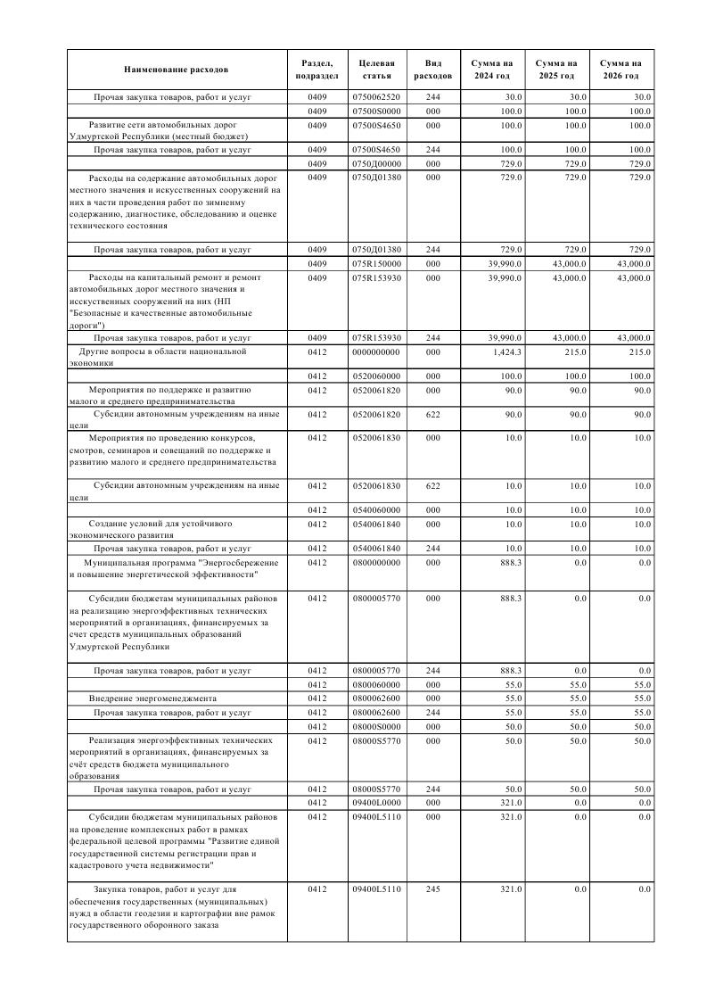 Наименование расходов Раздел, подраздел Целевая статья Вид расходов Сумма на 2024 год Сумма на 2025 год Сумма на 2026 год
Прочая закупка товаров, работ и услуг 0409 0750062520 244 30.0 30.0 30.0
0409 07500S0000 000 100.0 100.0 100.0
Развитие сети автомобильных дорог 0409 07500S4650 000 100.0 100.0 100.0
Удмуртской Республики (местный бюджет)
Прочая закупка товаров, работ и услуг 0409 07500S4650 244 100.0 100.0 100.0
0409 0750Д00000 000 729.0 729.0 729.0
Расходы на содержание автомобильных дорог 0409 0750Д01380 000 729.0 729.0 729.0
местного значения и искусственных сооружений на
них в части проведения работ по зимнему
содержанию, диагностике, обследованию и оценке
технического состояния
Прочая закупка товаров, работ и услуг 0409 0750Д01380 244 729.0 729.0 729.0
0409 075R150000 000 39,990.0 43,000.0 43,000.0
Расходы на капитальный ремонт и ремонт 0409 075R153930 000 39,990.0 43,000.0 43,000.0
автомобильных дорог местного значения и
исскуственных сооружений на них (НП
"Безопасные и качественные автомобильные
дороги")
Прочая закупка товаров, работ и услуг 0409 075R153930 244 39,990.0 43,000.0 43,000.0
Другие вопросы в области национальной 0412 0000000000 000 1,424.3 215.0 215.0
экономики
0412 0520060000 000 100.0 100.0 100.0
Мероприятия по поддержке и развитию 0412 0520061820 000 90.0 90.0 90.0
малого и среднего предпринимательства
Субсидии автономным учреждениям на иные 0412 0520061820 622 90.0 90.0 90.0
цели
Мероприятия по проведению конкурсов, 0412 0520061830 000 10.0 10.0 10.0
смотров, семинаров и совещаний по поддержке и
развитию малого и среднего предпринимательства
Субсидии автономным учреждениям на иные 0412 0520061830 622 10.0 10.0 10.0
цели
0412 0540060000 000 10.0 10.0 10.0
Создание условий для устойчивого 0412 0540061840 000 10.0 10.0 10.0
экономического развития
Прочая закупка товаров, работ и услуг 0412 0540061840 244 10.0 10.0 10.0
Муниципальная программа "Энергосбережение 0412 0800000000 000 888.3 0.0 0.0
и повышение энергетической эффективности"
Субсидии бюджетам муниципальных районов 0412 0800005770 000 888.3 0.0 0.0
на реализацию энергоэффективных технических
мероприятий в организациях, финансируемых за
счет средств муниципальных образований
Удмуртской Республики
Прочая закупка товаров, работ и услуг 0412 0800005770 244 888.3 0.0 0.0
0412 0800060000 000 55.0 55.0 55.0
Внедрение энергоменеджмента 0412 0800062600 000 55.0 55.0 55.0
Прочая закупка товаров, работ и услуг 0412 0800062600 244 55.0 55.0 55.0
0412 08000S0000 000 50.0 50.0 50.0
Реализация энергоэффективных технических 0412 08000S5770 000 50.0 50.0 50.0
мероприятий в организациях, финансируемых за
счёт средств бюджета муниципального
образования
Прочая закупка товаров, работ и услуг 0412 08000S5770 244 50.0 50.0 50.0
0412 09400L0000 000 321.0 0.0 0.0
Субсидии бюджетам муниципальных районов 0412 09400L5110 000 321.0 0.0 0.0
на проведение комплексных работ в рамках
федеральной целевой программы "Развитие единой
государственной системы регистрации прав и
кадастрового учета недвижимости"
Закупка товаров, работ и услуг для 0412 09400L5110 245 321.0 0.0 0.0
обеспечения государственных (муниципальных)
нужд в области геодезии и картографии вне рамок
государственного оборонного заказа